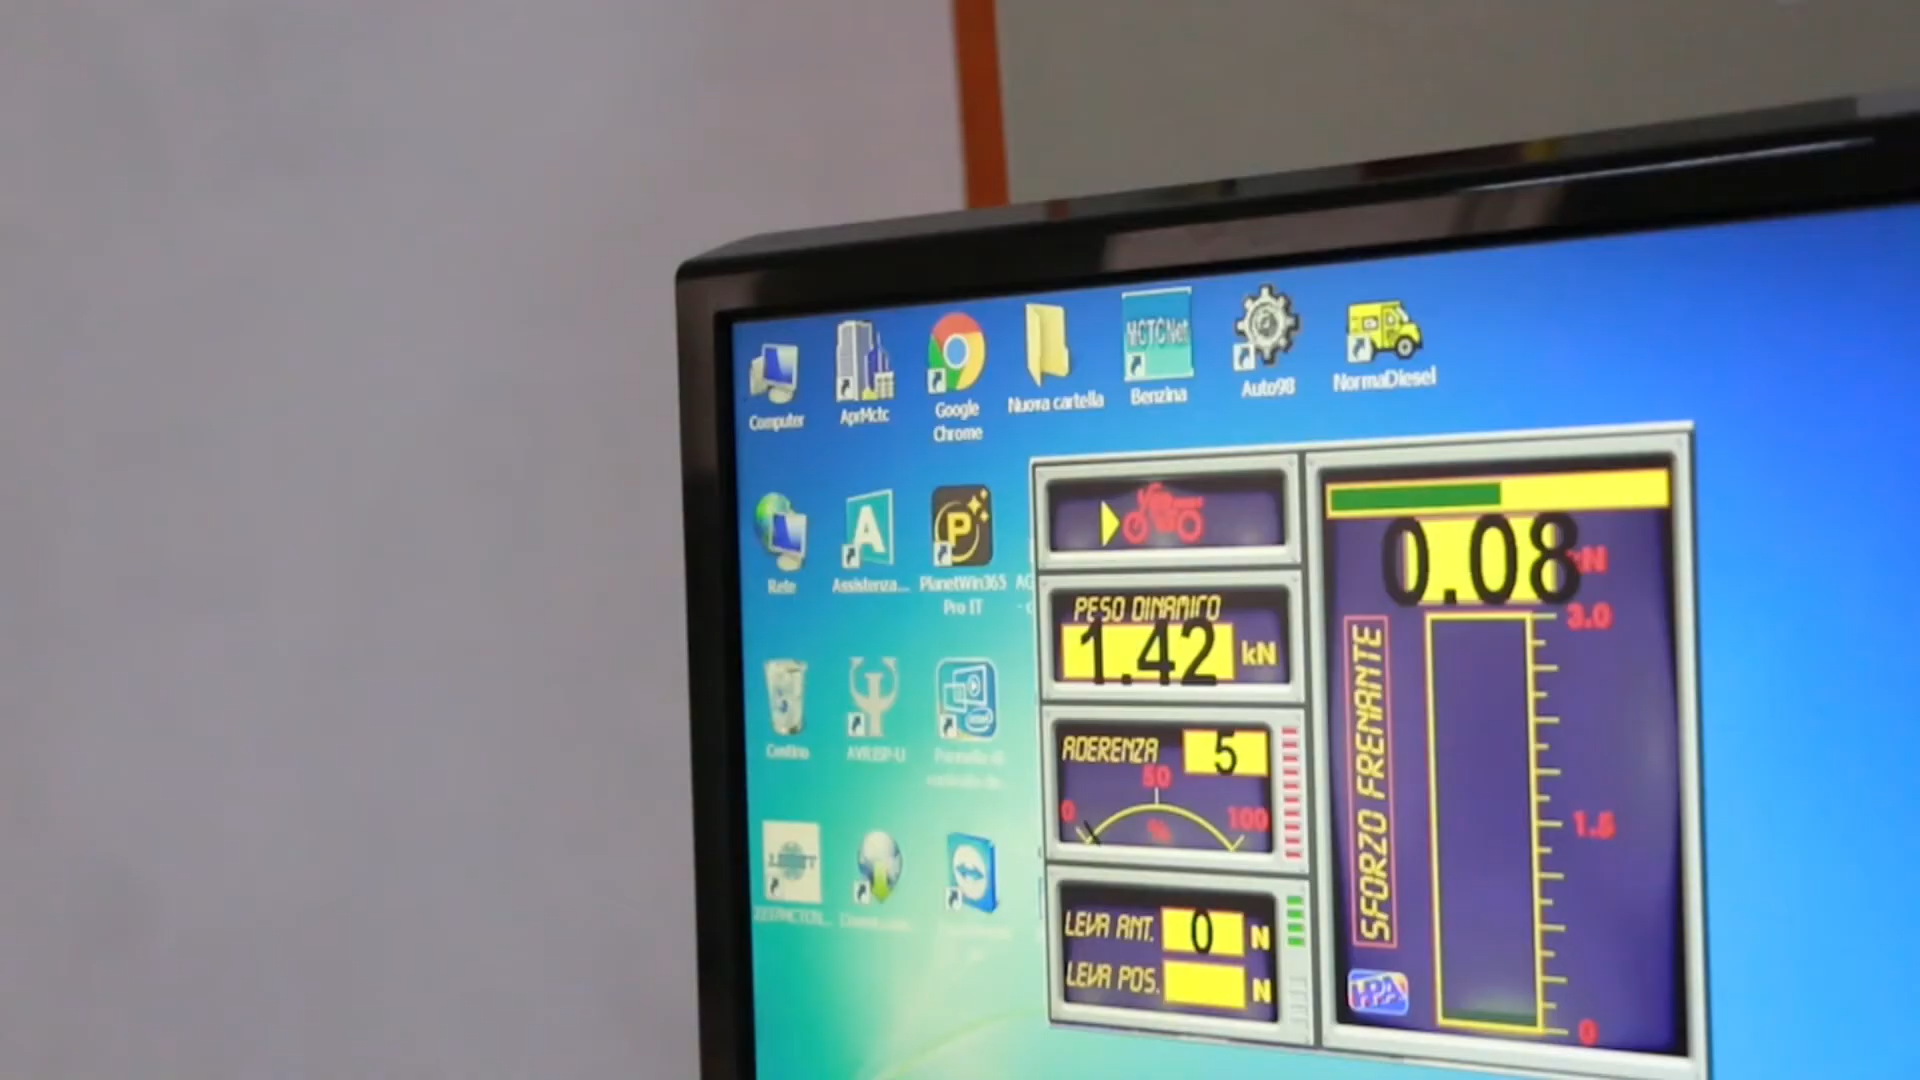 Computer
AprMctc
Google
Chrome
Nuova cartella
MCTCNet
Benzina
Auto98
NormaDiesel
Rete
A
Assistenza...
P
PlanetWin365
Pro IT
Cestino
AVRISP-U
0.08
kN
3.0
1.5
0
SFORZO FRENANTE
PESO DINAMICO
1.42 kN
ADERENZA 5
0 50 100
%
LEVA ANT. 0 N
LEVA POS. N